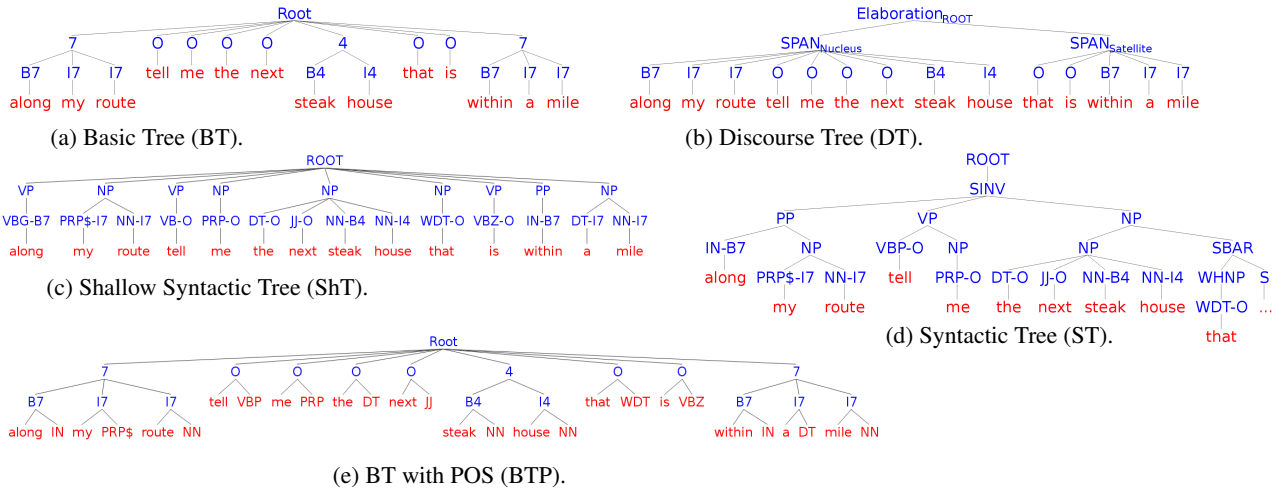 Root
7 O O O O 4 O O 7
B7 I7 I7 tell me the next B4 I4 that is B7 I7 I7
along my route steak house within a mile
(a) Basic Tree (BT).
Elaboration ROOT
SPAN Nucleus SPAN Satellite
B7 I7 I7 O O O O B4 I4 O O B7 I7 I7
along my route tell me the next steak house that is within a mile
(b) Discourse Tree (DT).
ROOT
VP NP VP NP NP NP VP PP NP
VBG-B7 PRP$-I7 NN-I7 VB-O PRP-O DT-O JJ-O NN-B4 NN-I4 WDT-O VBZ-O IN-B7 DT-I7 NN-I7
along my route tell me the next steak house that is within a mile
(c) Shallow Syntactic Tree (ShT).
ROOT
SINV
PP VP NP
IN-B7 NP VBP-O NP NP SBAR
along PRP$-I7 NN-I7 tell PRP-O DT-O JJ-O NN-B4 NN-I4 WHNP S
my route me the next steak house WDT-O ...
that
(d) Syntactic Tree (ST).
Root
7 O O O O 4 O O 7
B7 I7 I7 tell VBP me PRP the DT next JJ B4 I4 that WDT is VBZ B7 I7 I7
along IN my PRP$ route NN steak NN house NN within IN a DT mile NN
(e) BT with POS (BTP).